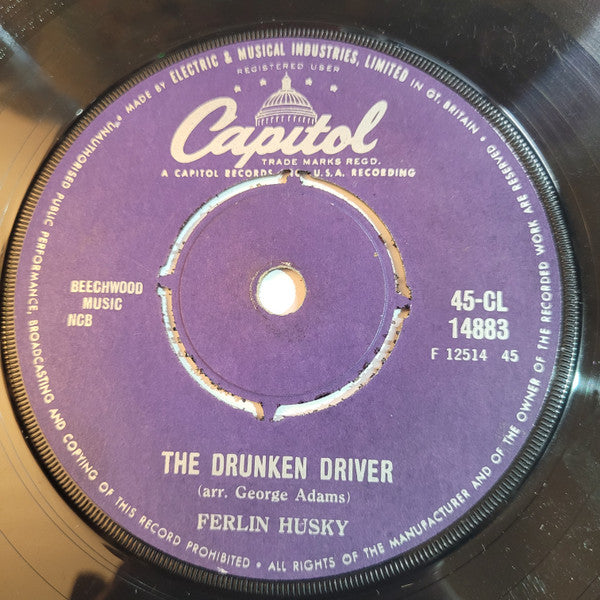 MADE BY ELECTRIC & MUSICAL INDUSTRIES, LIMITED IN GT. BRITAIN
REGISTERED USER
Capitol
TRADE MARKS REGD.
A CAPITOL RECORDS U.S.A. RECORDING
BEECHWOOD
MUSIC
NCB
45-CL
14883
F 12514 45
THE DRUNKEN DRIVER
(arr. George Adams)
FERLIN HUSKY
UNAUTHORISED PUBLIC PERFORMANCE, BROADCASTING AND COPYING OF THIS RECORD PROHIBITED • ALL RIGHTS OF THE MANUFACTURER AND OF THE OWNER OF THE RECORDED WORK ARE RESERVED